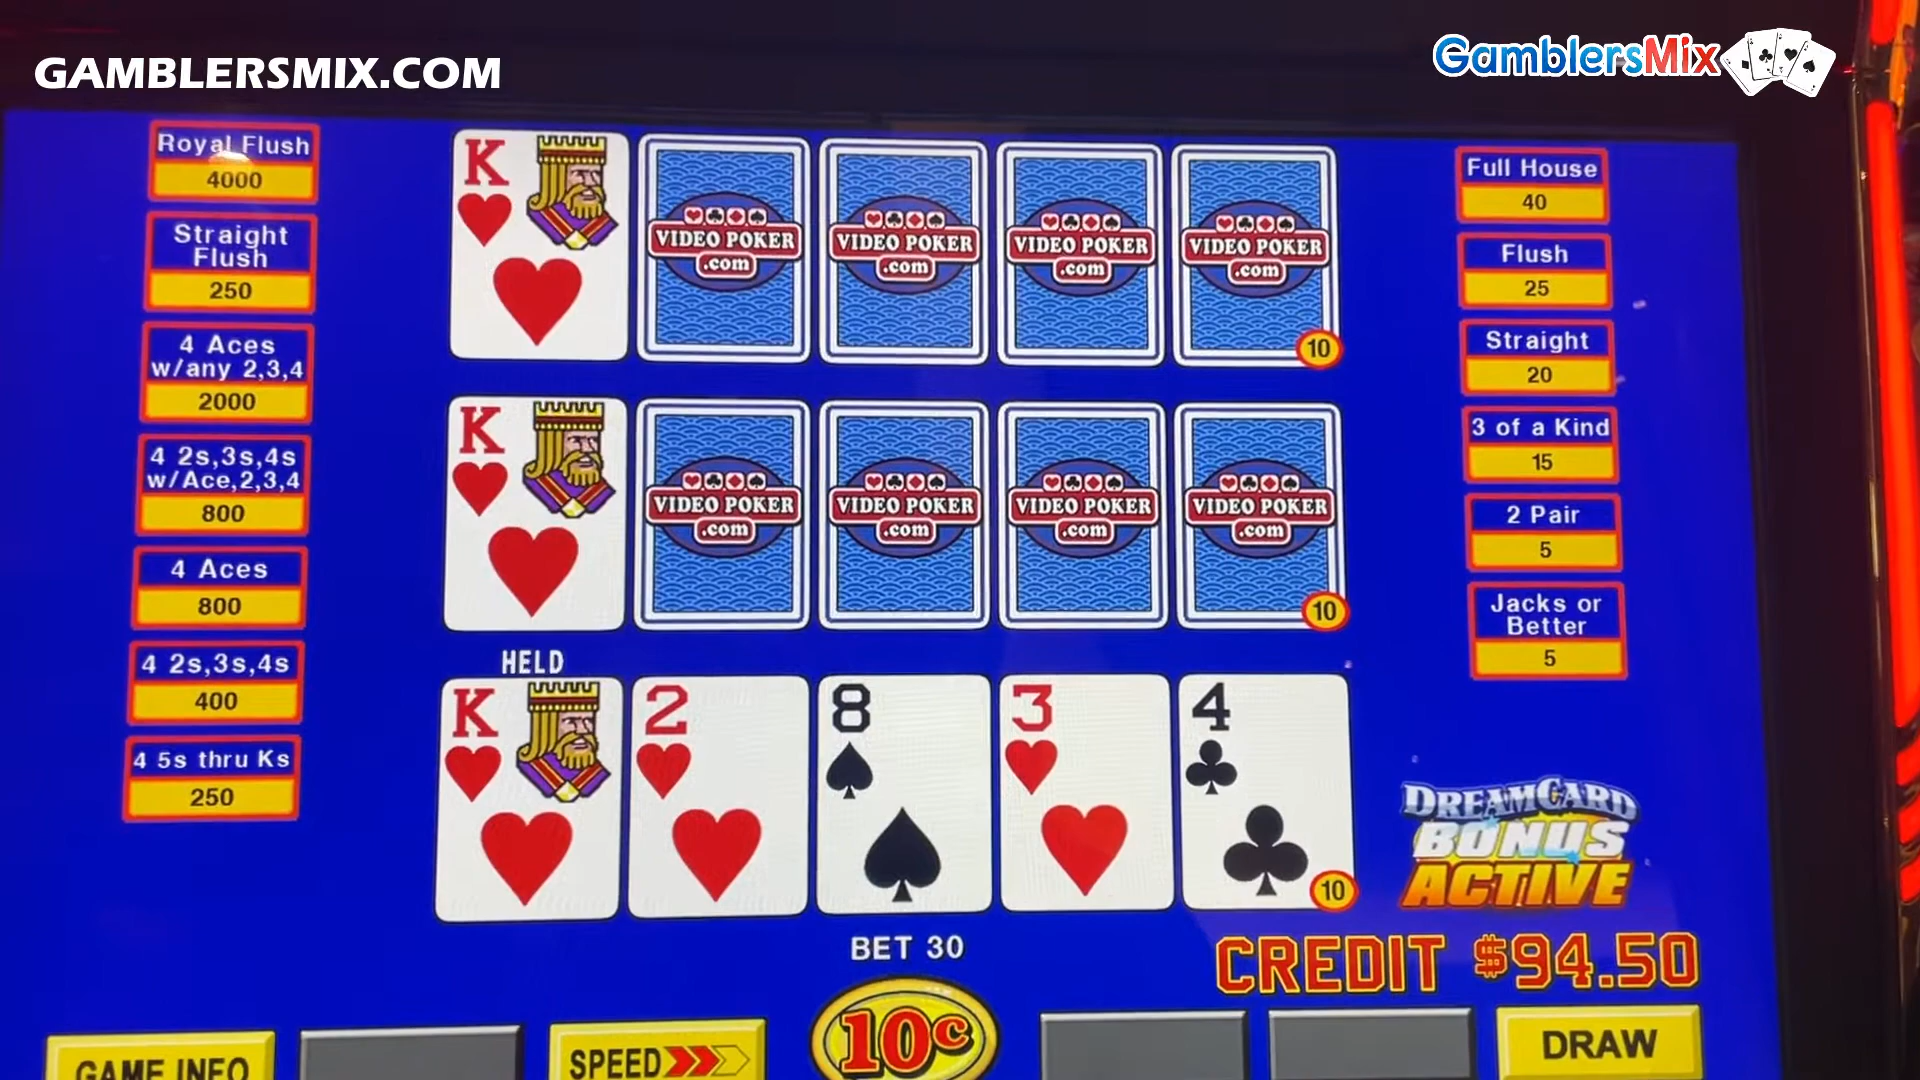 GAMBLERSMIX.COM
GamblersMix
Royal Flush
4000
Straight
Flush
250
4 Aces
w/any 2,3,4
2000
4 2s,3s,4s
w/Ace,2,3,4
800
4 Aces
800
4 2s,3s,4s
400
4 5s thru Ks
250
K
VIDEO POKER
.com
VIDEO POKER
.com
VIDEO POKER
.com
VIDEO POKER
.com
10
K
VIDEO POKER
.com
VIDEO POKER
.com
VIDEO POKER
.com
VIDEO POKER
.com
10
HELD
K
2
8
3
4
10
Full House
40
Flush
25
Straight
20
3 of a Kind
15
2 Pair
5
Jacks or
Better
5
DREAMCARD
BONUS
ACTIVE
BET 30
CREDIT $94.50
GAME INFO
SPEED
10¢
DRAW